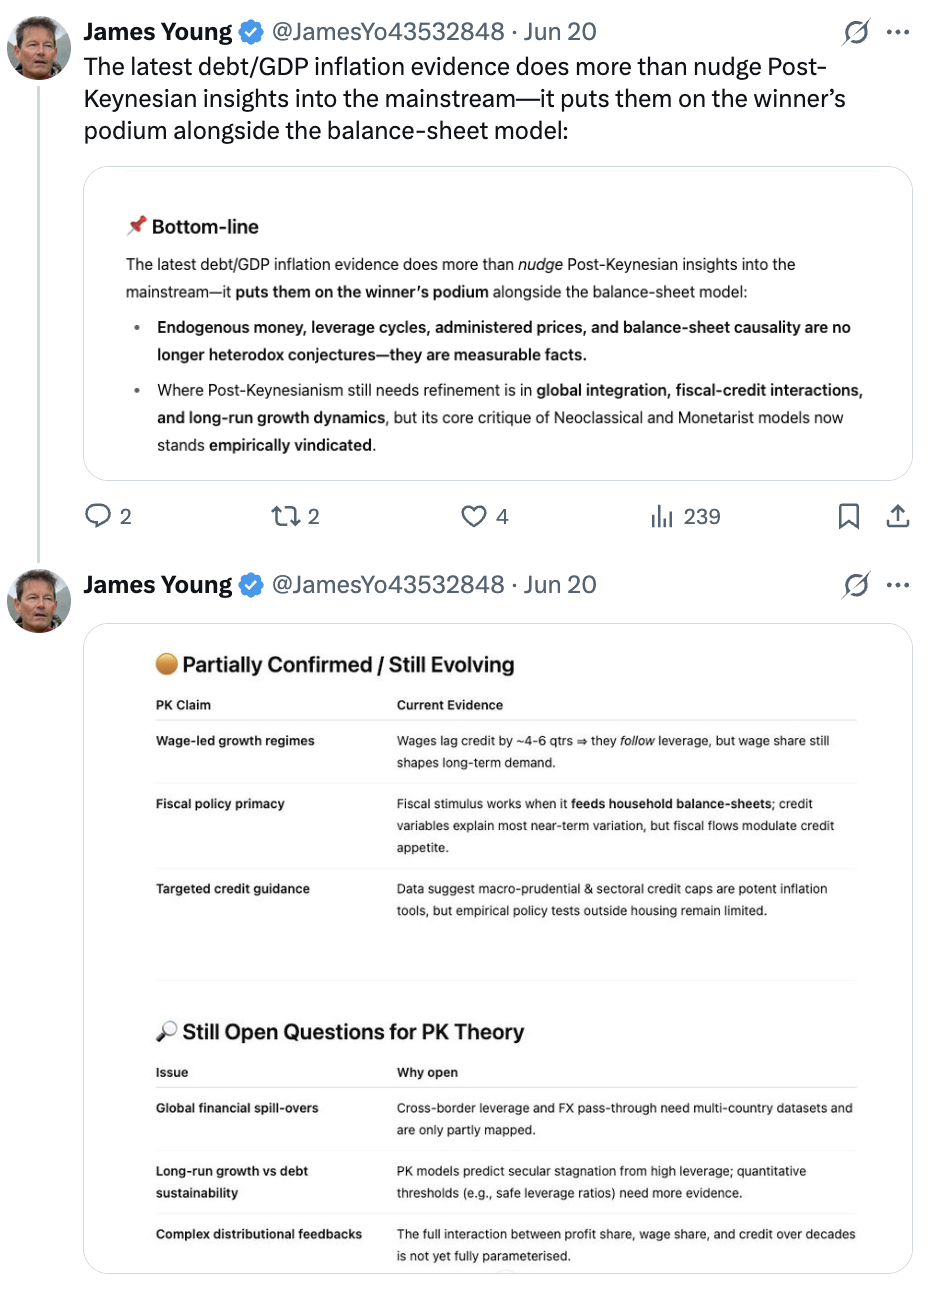 James Young @JamesYo43532848 · Jun 20
The latest debt/GDP inflation evidence does more than nudge Post-
Keynesian insights into the mainstream—it puts them on the winner’s
podium alongside the balance-sheet model:
📌 Bottom-line
The latest debt/GDP inflation evidence does more than nudge Post-Keynesian insights into the
mainstream—it puts them on the winner’s podium alongside the balance-sheet model:
• Endogenous money, leverage cycles, administered prices, and balance-sheet causality are no
longer heterodox conjectures—they are measurable facts.
• Where Post-Keynesianism still needs refinement is in global integration, fiscal-credit interactions,
and long-run growth dynamics, but its core critique of Neoclassical and Monetarist models now
stands empirically vindicated.
2 2 4 239
James Young @JamesYo43532848 · Jun 20
🟠 Partially Confirmed / Still Evolving
PK Claim Current Evidence
Wage-led growth regimes Wages lag credit by ~4-6 qtrs ⇒ they follow leverage, but wage share still
shapes long-term demand.
Fiscal policy primacy Fiscal stimulus works when it feeds household balance-sheets; credit
variables explain most near-term variation, but fiscal flows modulate credit
appetite.
Targeted credit guidance Data suggest macro-prudential & sectoral credit caps are potent inflation
tools, but empirical policy tests outside housing remain limited.
🔎 Still Open Questions for PK Theory
Issue Why open
Global financial spill-overs Cross-border leverage and FX pass-through need multi-country datasets and
are only partly mapped.
Long-run growth vs debt PK models predict secular stagnation from high leverage; quantitative
sustainability thresholds (e.g., safe leverage ratios) need more evidence.
Complex distributional feedbacks The full interaction between profit share, wage share, and credit over decades
is not yet fully parameterised.